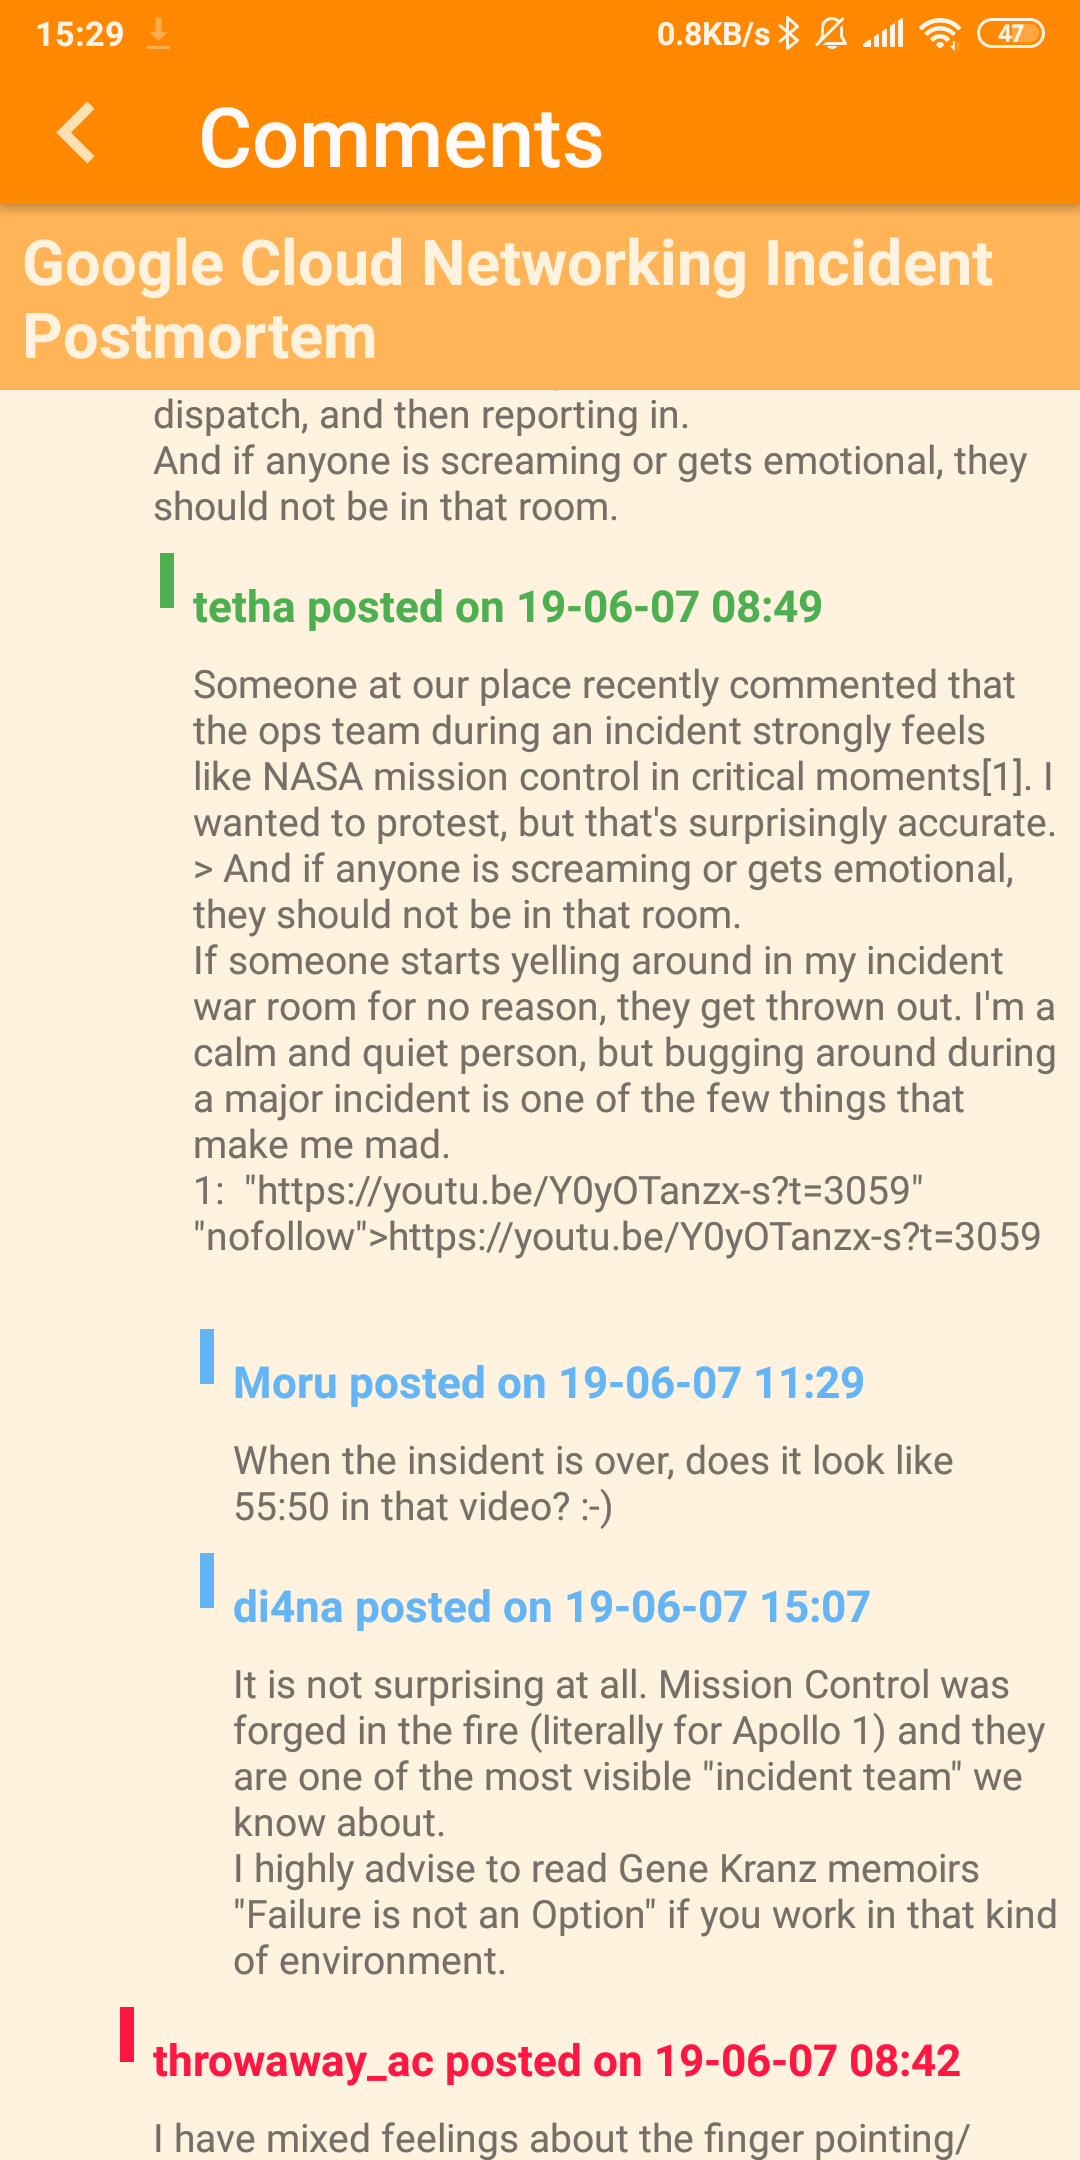 15:29
0.8KB/s
47
Comments
Google Cloud Networking Incident
Postmortem
dispatch, and then reporting in.
And if anyone is screaming or gets emotional, they
should not be in that room.
tetha posted on 19-06-07 08:49
Someone at our place recently commented that
the ops team during an incident strongly feels
like NASA mission control in critical moments[1]. I
wanted to protest, but that's surprisingly accurate.
> And if anyone is screaming or gets emotional,
they should not be in that room.
If someone starts yelling around in my incident
war room for no reason, they get thrown out. I'm a
calm and quiet person, but bugging around during
a major incident is one of the few things that
make me mad.
1:  "https://youtu.be/Y0yOTanzx-s?t=3059"
"nofollow">https://youtu.be/Y0yOTanzx-s?t=3059
Moru posted on 19-06-07 11:29
When the insident is over, does it look like
55:50 in that video? :-)
di4na posted on 19-06-07 15:07
It is not surprising at all. Mission Control was
forged in the fire (literally for Apollo 1) and they
are one of the most visible "incident team" we
know about.
I highly advise to read Gene Kranz memoirs
"Failure is not an Option" if you work in that kind
of environment.
throwaway_ac posted on 19-06-07 08:42
I have mixed feelings about the finger pointing/